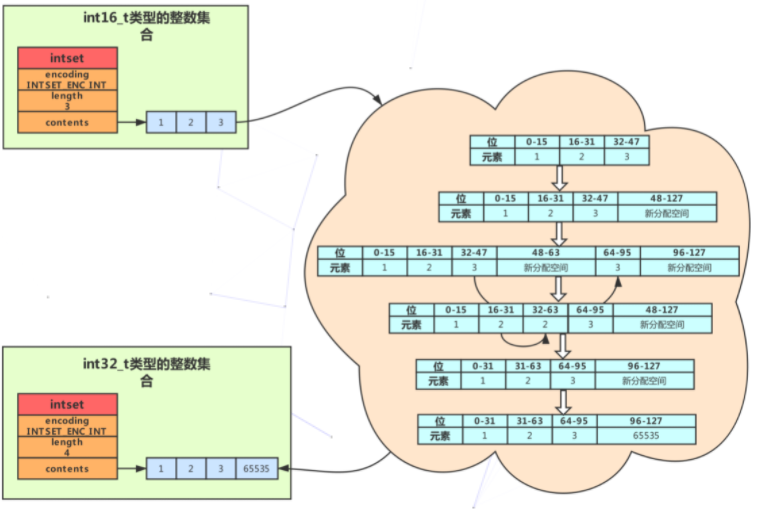 int16_t类型的整数集
合
intset
encoding
INTSET_ENC_INT
length
3
contents
1 2 3
位 0-15 16-31 32-47
元素 1 2 3
位 0-15 16-31 32-47 48-127
元素 1 2 3 新分配空间
位 0-15 16-31 32-47 48-63 64-95 96-127
元素 1 2 3 新分配空间 3 新分配空间
位 0-15 16-31 32-63 64-95 48-127
元素 1 2 2 3 新分配空间
位 0-31 31-63 64-95 96-127
元素 1 2 3 新分配空间
位 0-31 31-63 64-95 96-127
元素 1 2 3 65535
int32_t类型的整数集
合
intset
encoding
INTSET_ENC_INT
length
4
contents
1 2 3 65535